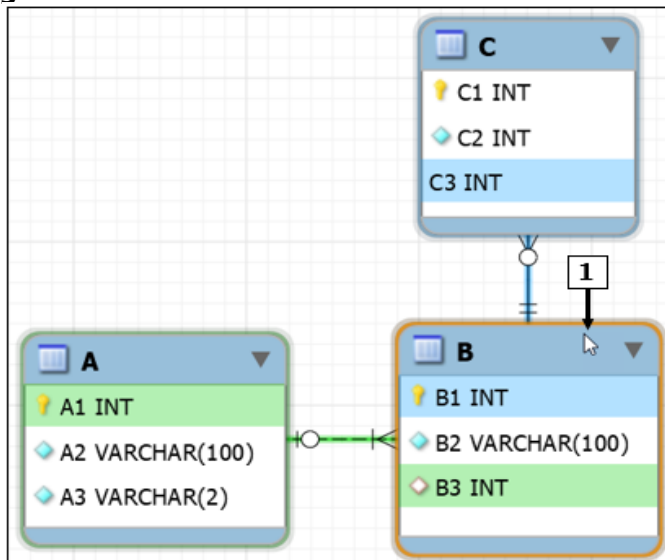 C
C1 INT
C2 INT
C3 INT
1
A
A1 INT
A2 VARCHAR(100)
A3 VARCHAR(2)
B
B1 INT
B2 VARCHAR(100)
B3 INT